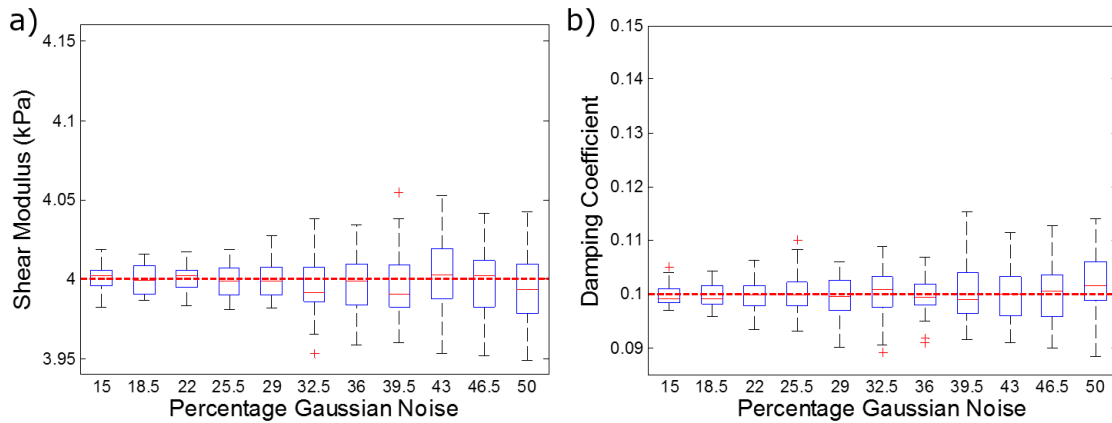 a)
4.15
4.1
4.05
4
3.95
Shear Modulus (kPa)
15 18.5 22 25.5 29 32.5 36 39.5 43 46.5 50
Percentage Gaussian Noise
b)
0.15
0.14
0.13
0.12
0.11
0.1
0.09
Damping Coefficient
15 18.5 22 25.5 29 32.5 36 39.5 43 46.5 50
Percentage Gaussian Noise